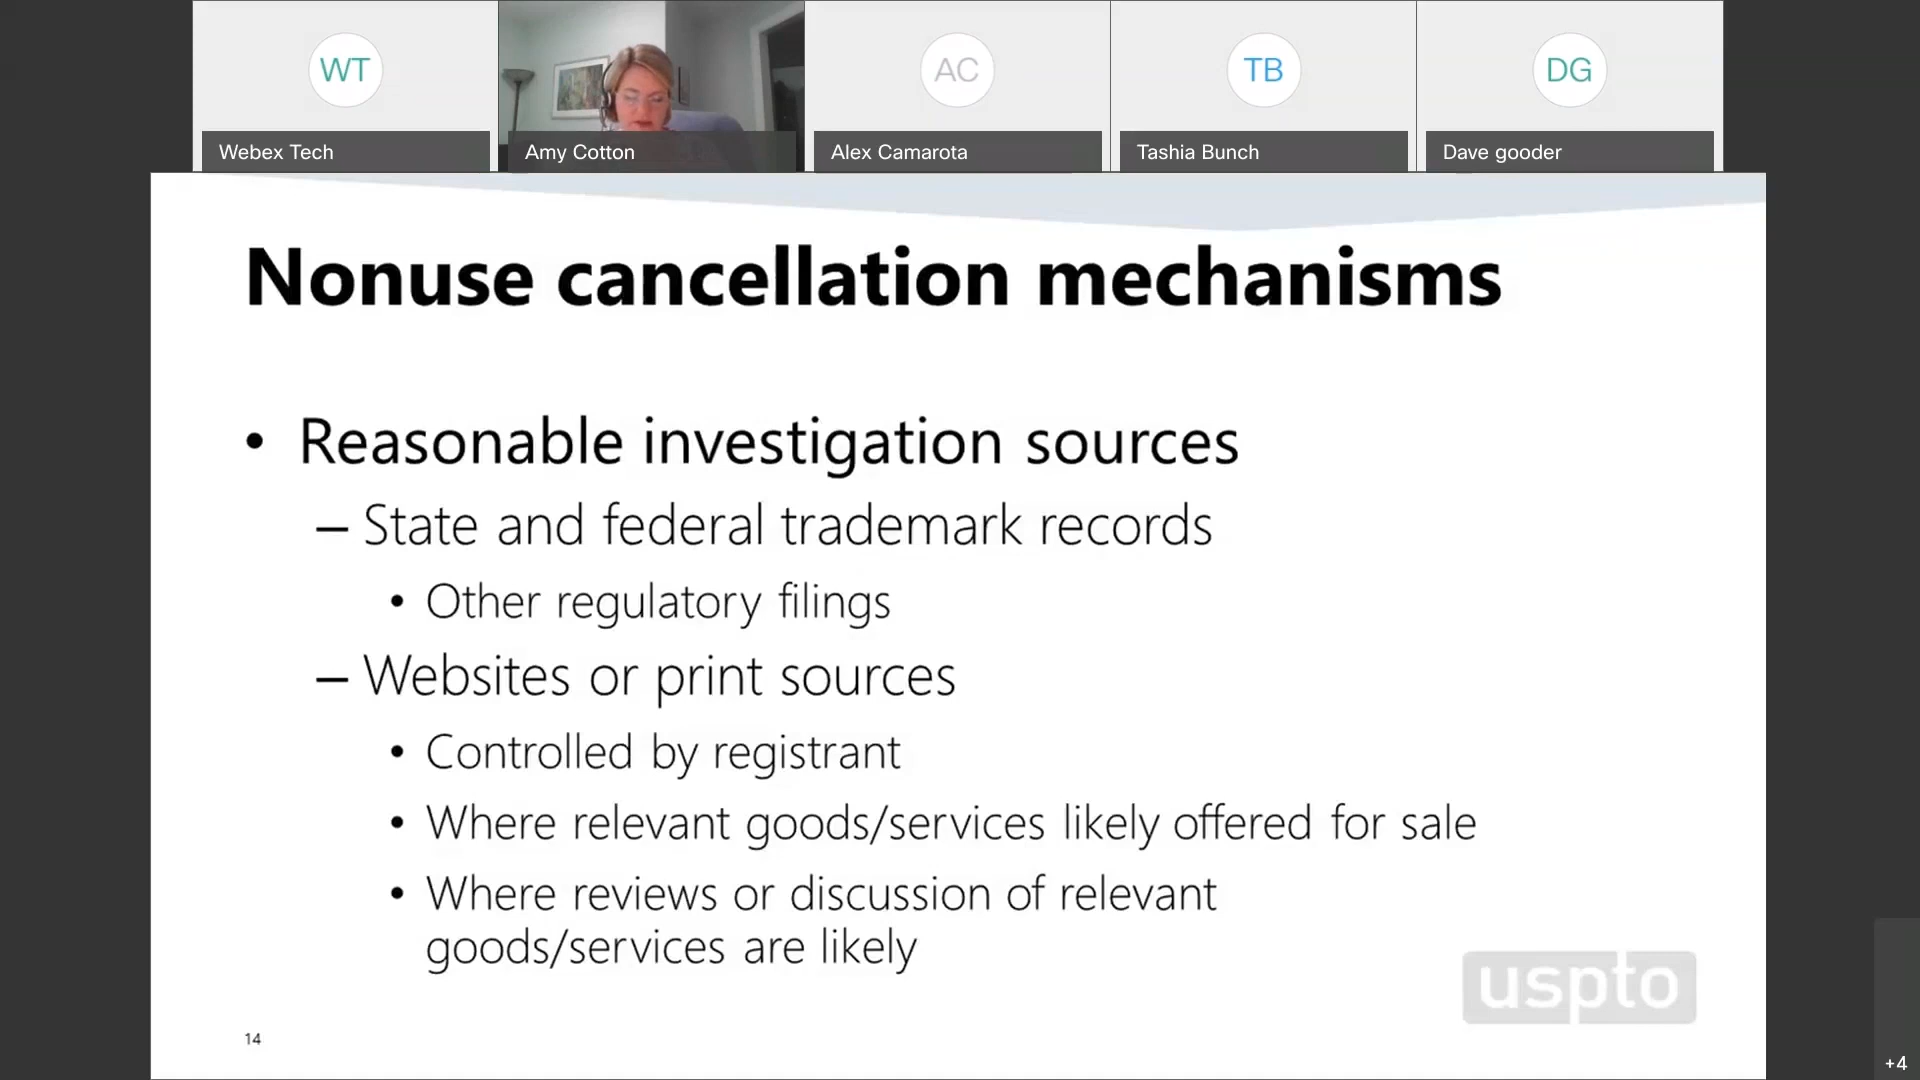 WT
AC
TB
DG
Webex Tech
Amy Cotton
Alex Camarota
Tashia Bunch
Dave gooder
Nonuse cancellation mechanisms
• Reasonable investigation sources
– State and federal trademark records
• Other regulatory filings
– Websites or print sources
• Controlled by registrant
• Where relevant goods/services likely offered for sale
• Where reviews or discussion of relevant
goods/services are likely
uspto
14
+4